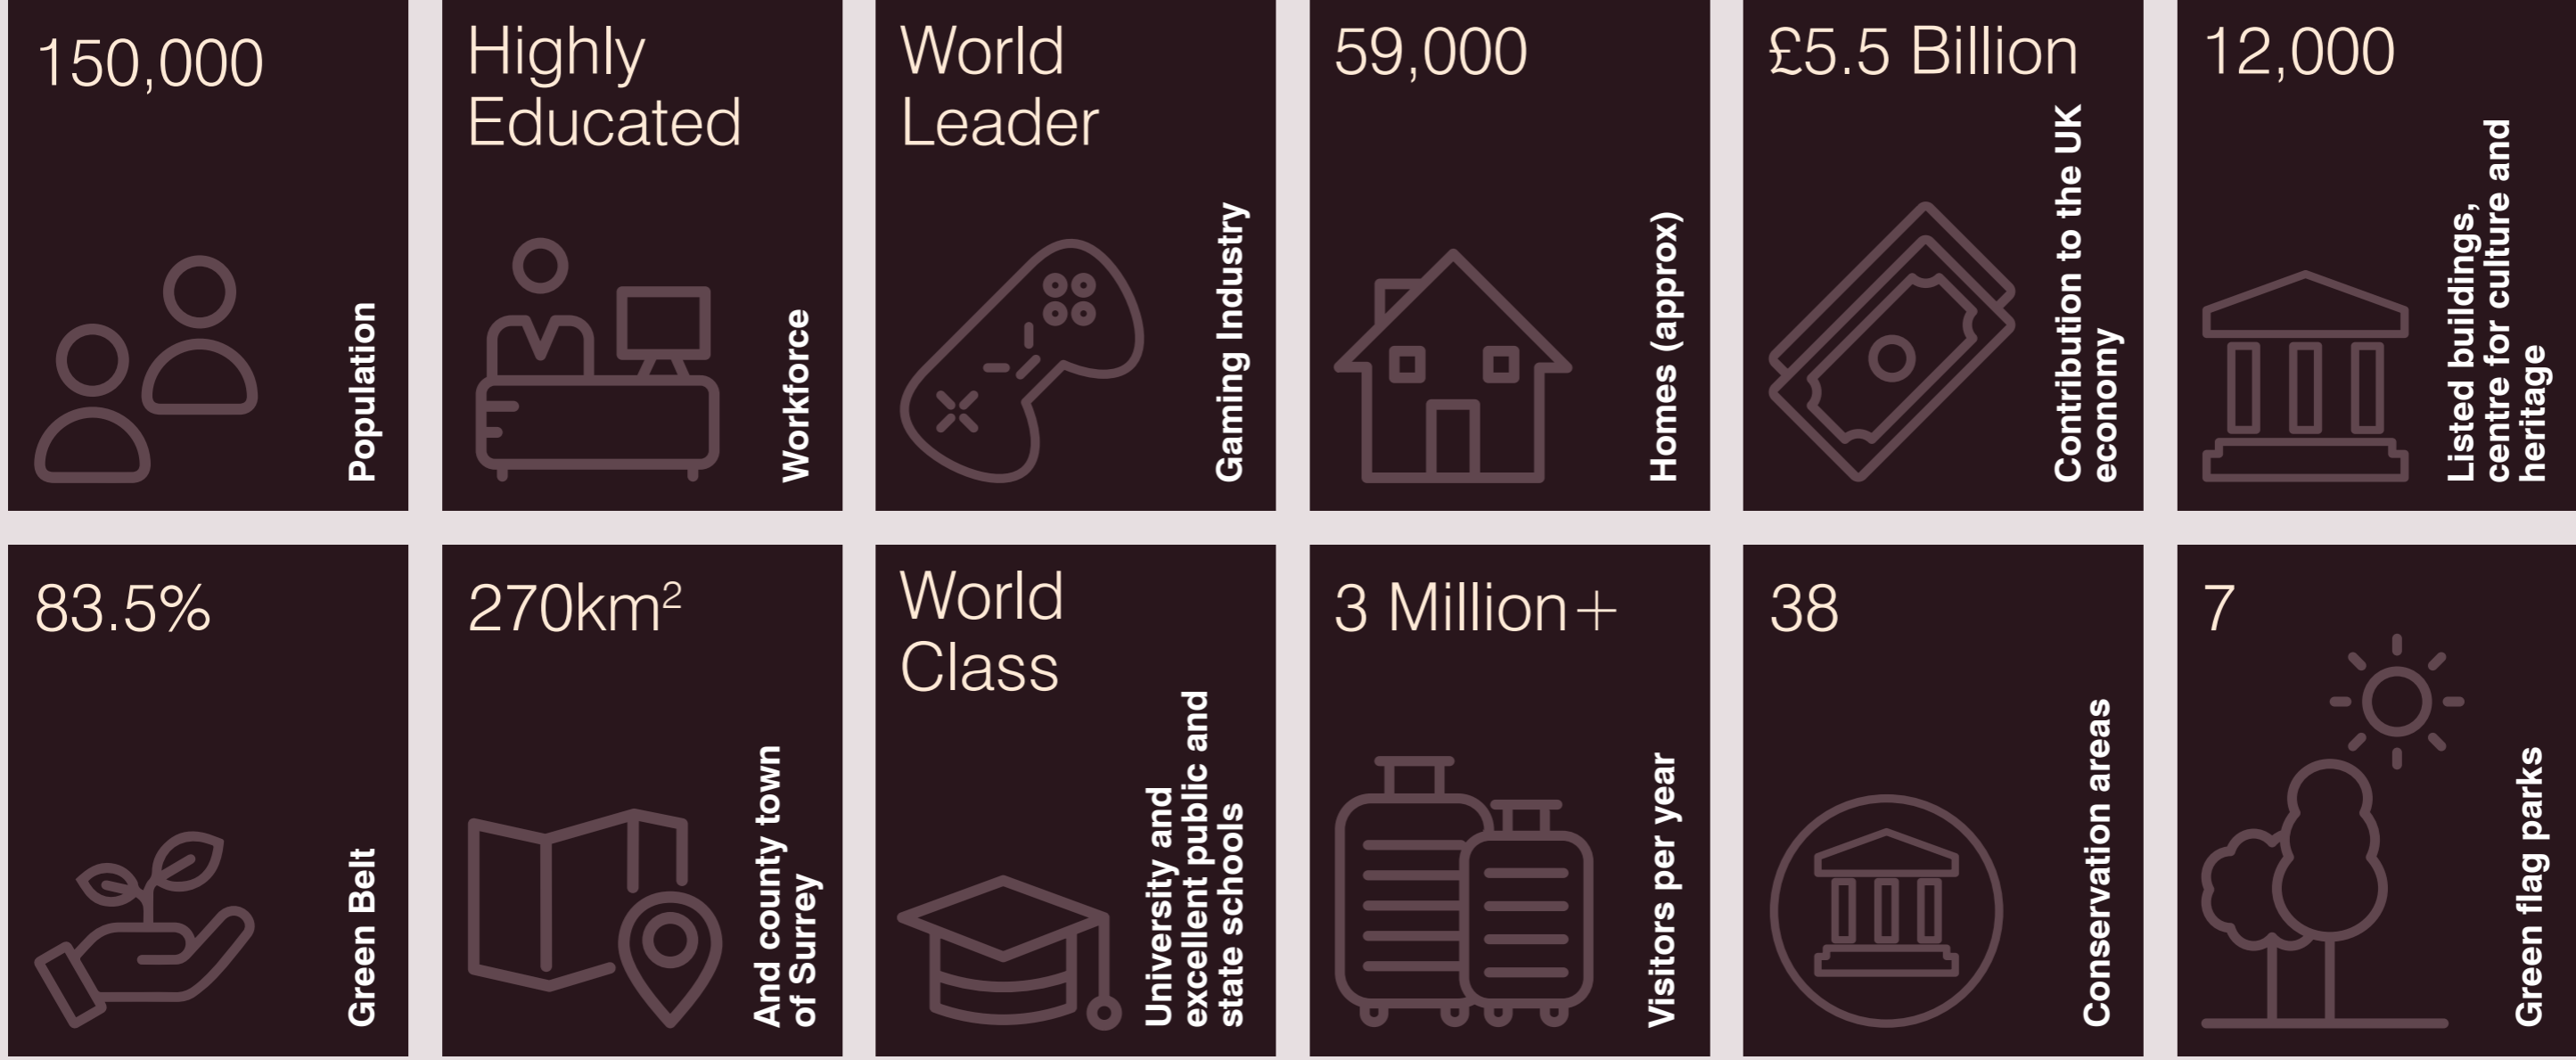 150,000
Population
Highly
Educated
Workforce
World
Leader
Gaming Industry
59,000
Homes (approx)
£5.5 Billion
Contribution to the UK
economy
12,000
Listed buildings,
centre for culture and
heritage
83.5%
Green Belt
270km²
And county town
of Surrey
World
Class
University and
excellent public and
state schools
3 Million+
Visitors per year
38
Conservation areas
7
Green flag parks